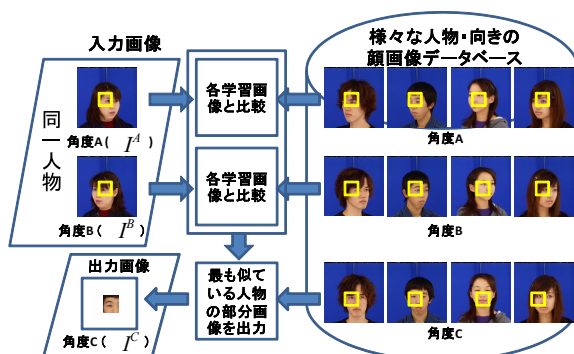 入力画像
様々な人物・向きの
顔画像データベース
同一人物
各学習画
像と比較
角度A( I^A )
角度A
各学習画
像と比較
角度B( I^B )
角度B
出力画像
最も似て
いる人物
の部分画
像を出力
角度C( I^C )
角度C